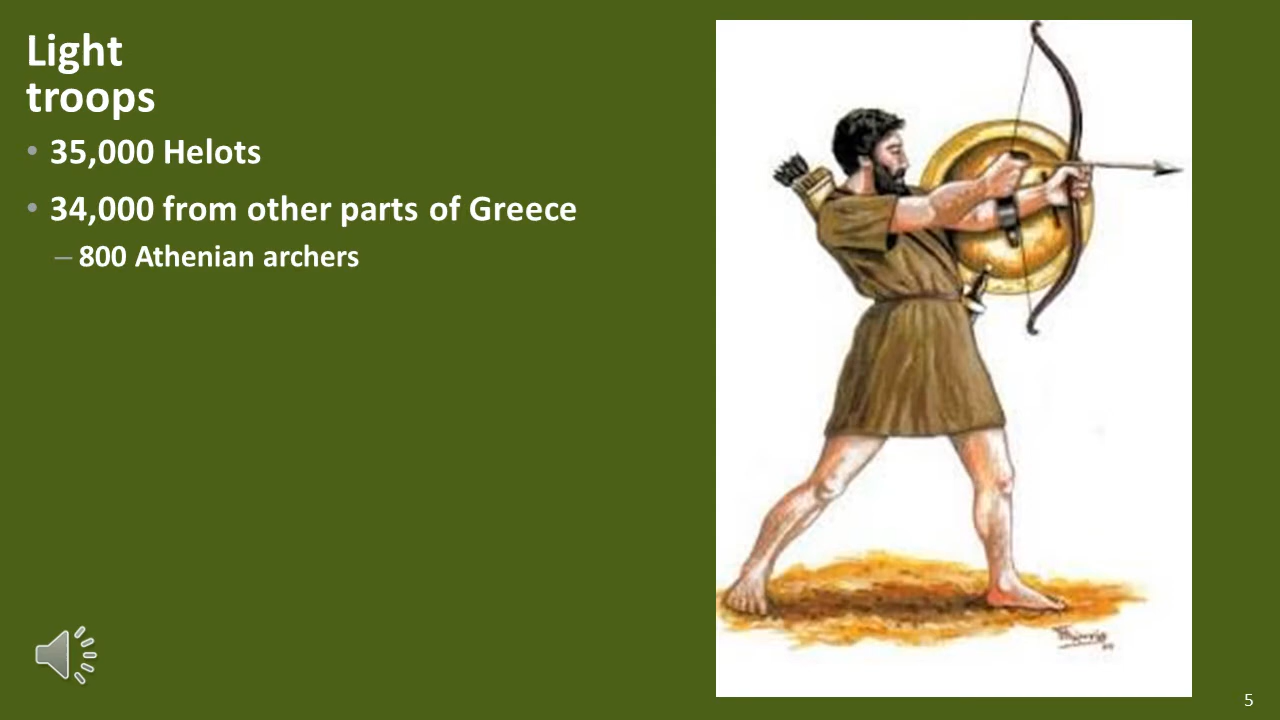 Light
troops
• 35,000 Helots
• 34,000 from other parts of Greece
– 800 Athenian archers
5